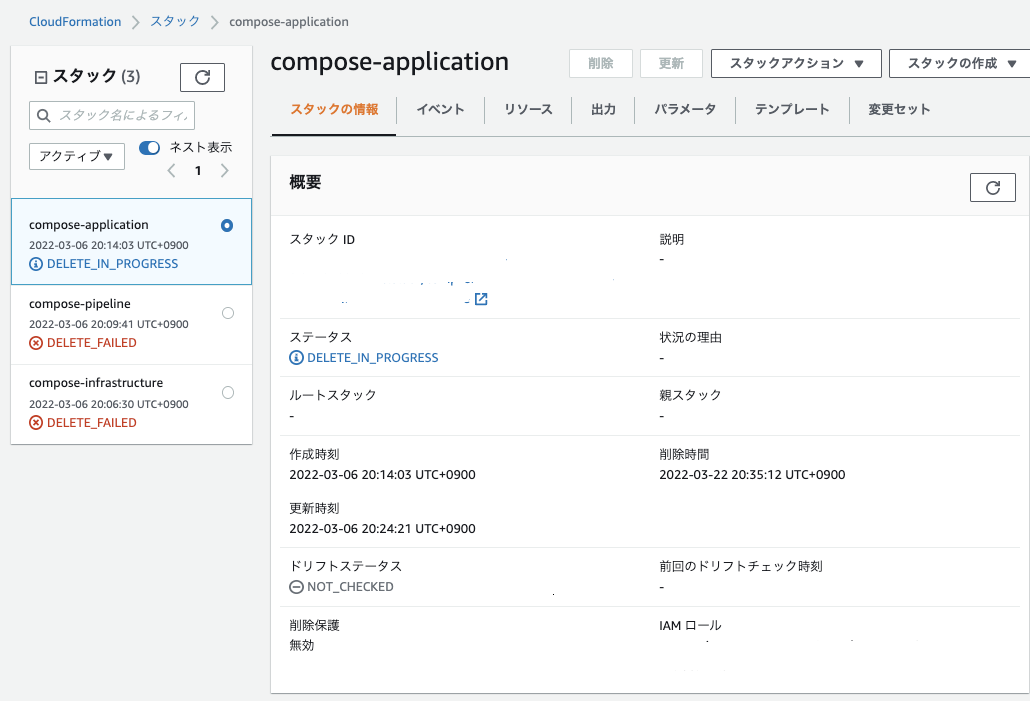 CloudFormation > スタック > compose-application
スタック (3)
スタック名によるフィル
アクティブ▼
ネスト表示
< 1 >
compose-application
2022-03-06 20:14:03 UTC+0900
DELETE_IN_PROGRESS
compose-pipeline
2022-03-06 20:09:41 UTC+0900
DELETE_FAILED
compose-infrastructure
2022-03-06 20:06:30 UTC+0900
DELETE_FAILED
compose-application
削除 更新 スタックアクション ▼ スタックの作成 ▼
スタックの情報 イベント リソース 出力 パラメータ テンプレート 変更セット
概要
スタック ID
説明
-
ステータス
DELETE_IN_PROGRESS
状況の理由
-
ルートスタック
-
親スタック
-
作成時刻
2022-03-06 20:14:03 UTC+0900
削除時間
2022-03-22 20:35:12 UTC+0900
更新時刻
2022-03-06 20:24:21 UTC+0900
ドリフトステータス
NOT_CHECKED
前回のドリフトチェック時刻
-
削除保護
無効
IAM ロール